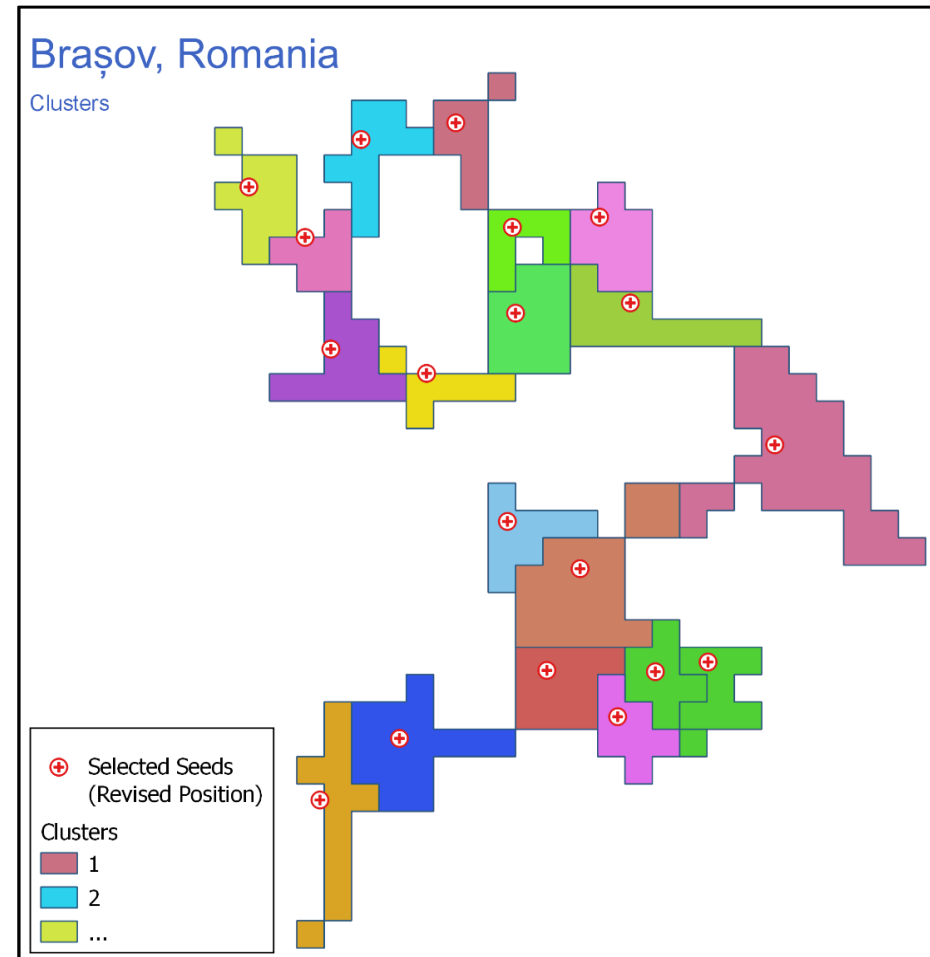 Brașov, Romania
Clusters
Selected Seeds
(Revised Position)
Clusters
1
2
...